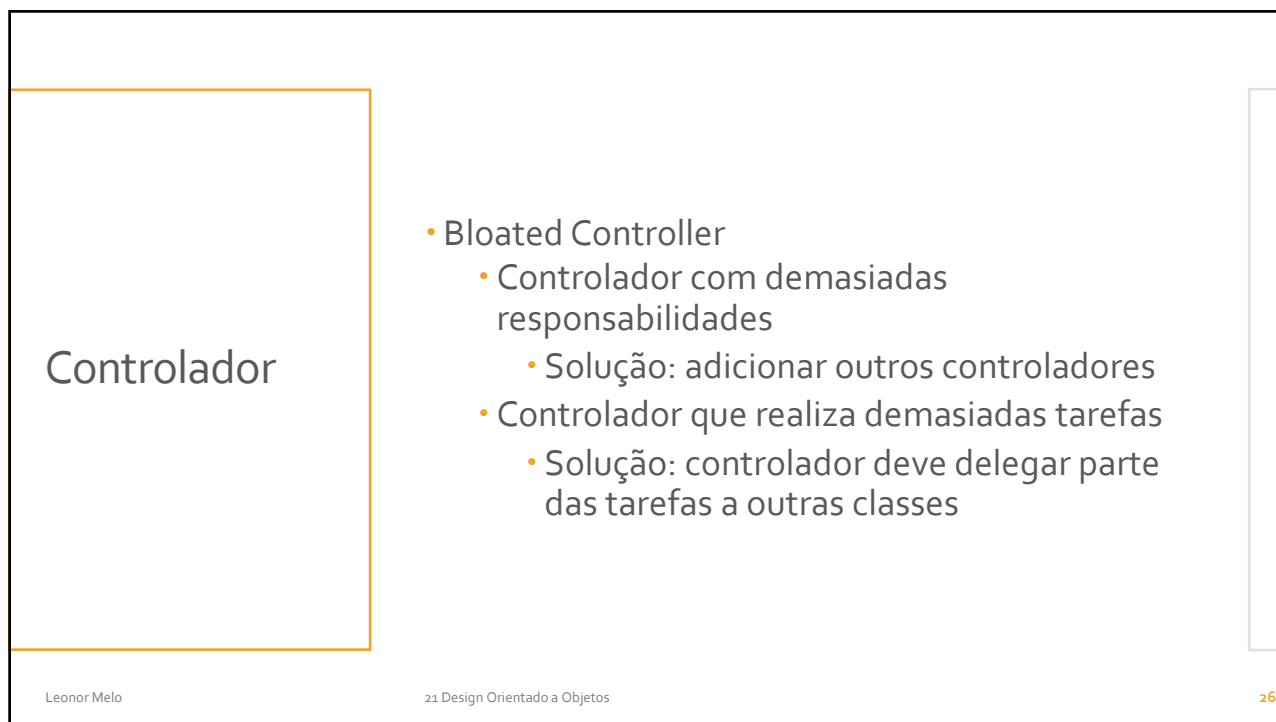 Controlador
• Bloated Controller
• Controlador com demasiadas
responsabilidades
• Solução: adicionar outros controladores
• Controlador que realiza demasiadas tarefas
• Solução: controlador deve delegar parte
das tarefas a outras classes
Leonor Melo
21 Design Orientado a Objetos
26